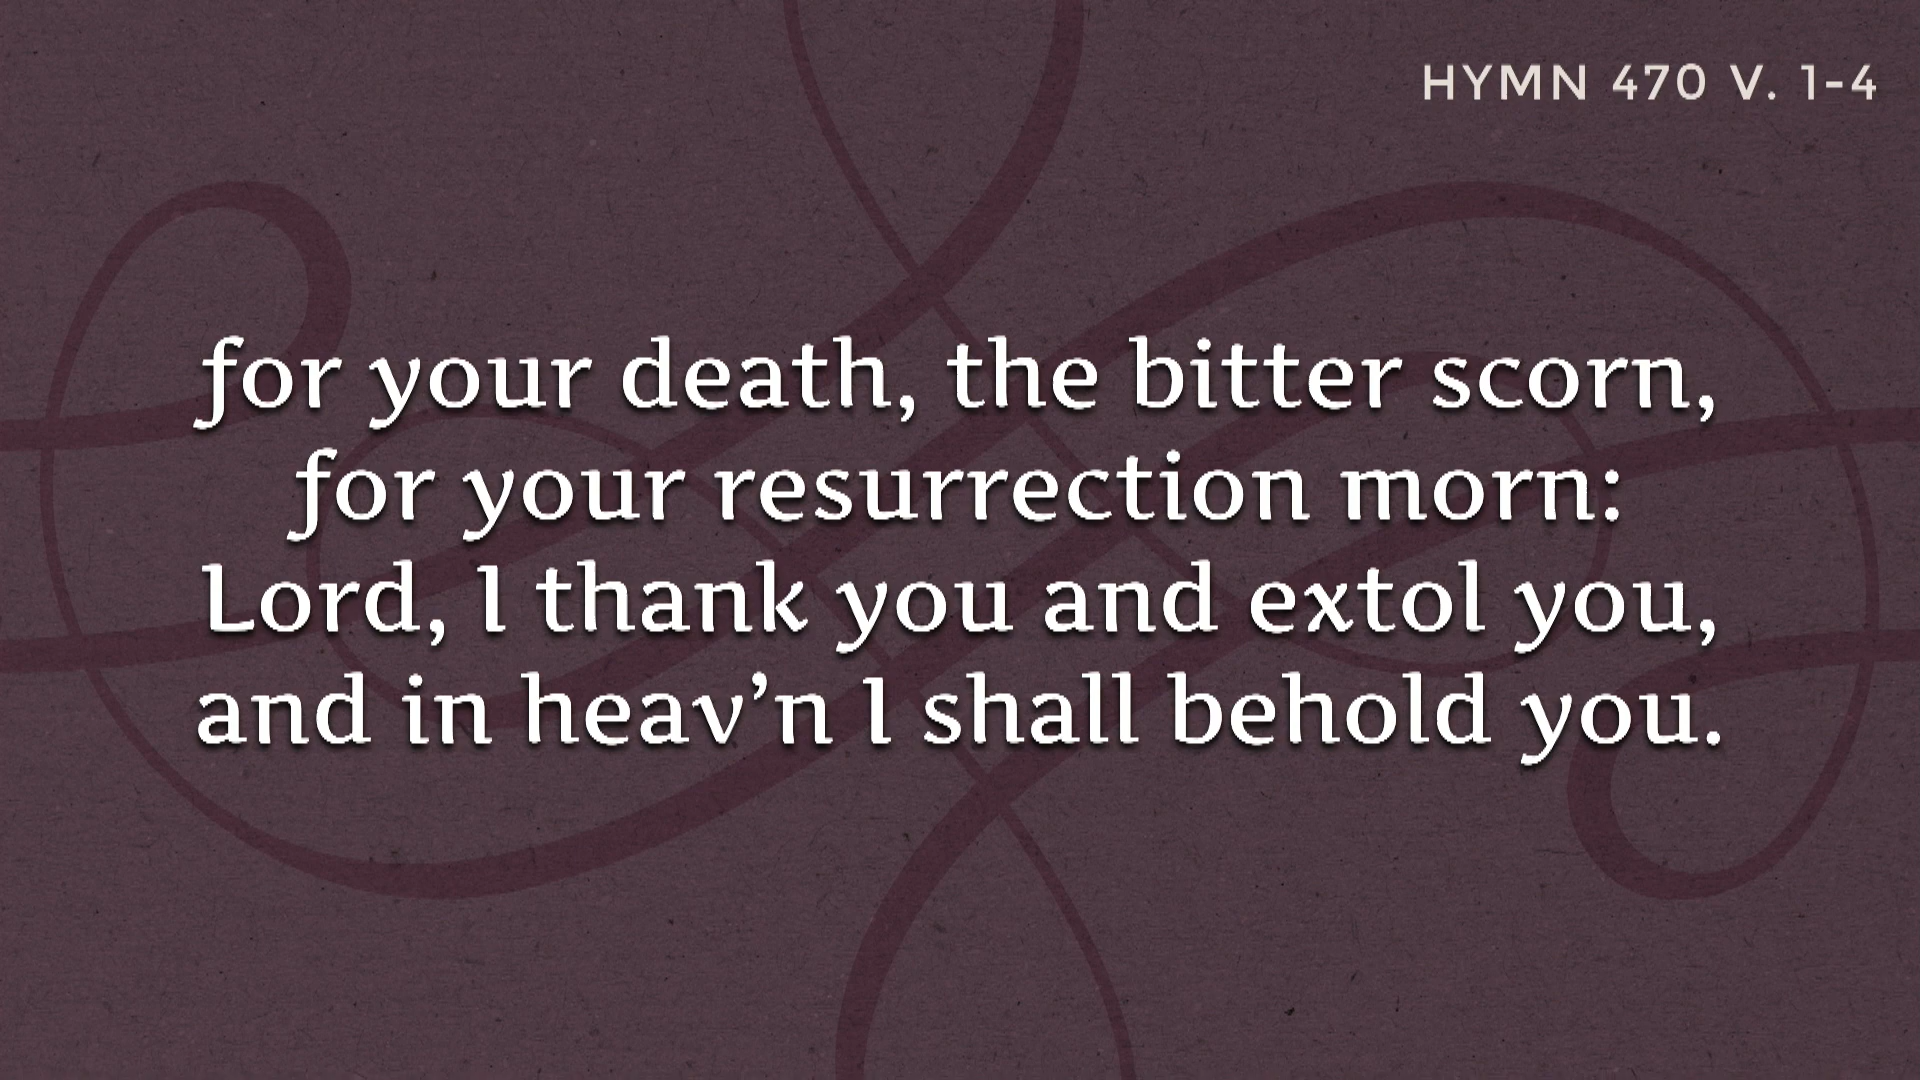 HYMN 470 V. 1-4
for your death, the bitter scorn,
for your resurrection morn:
Lord, I thank you and extol you,
and in heav’n I shall behold you.